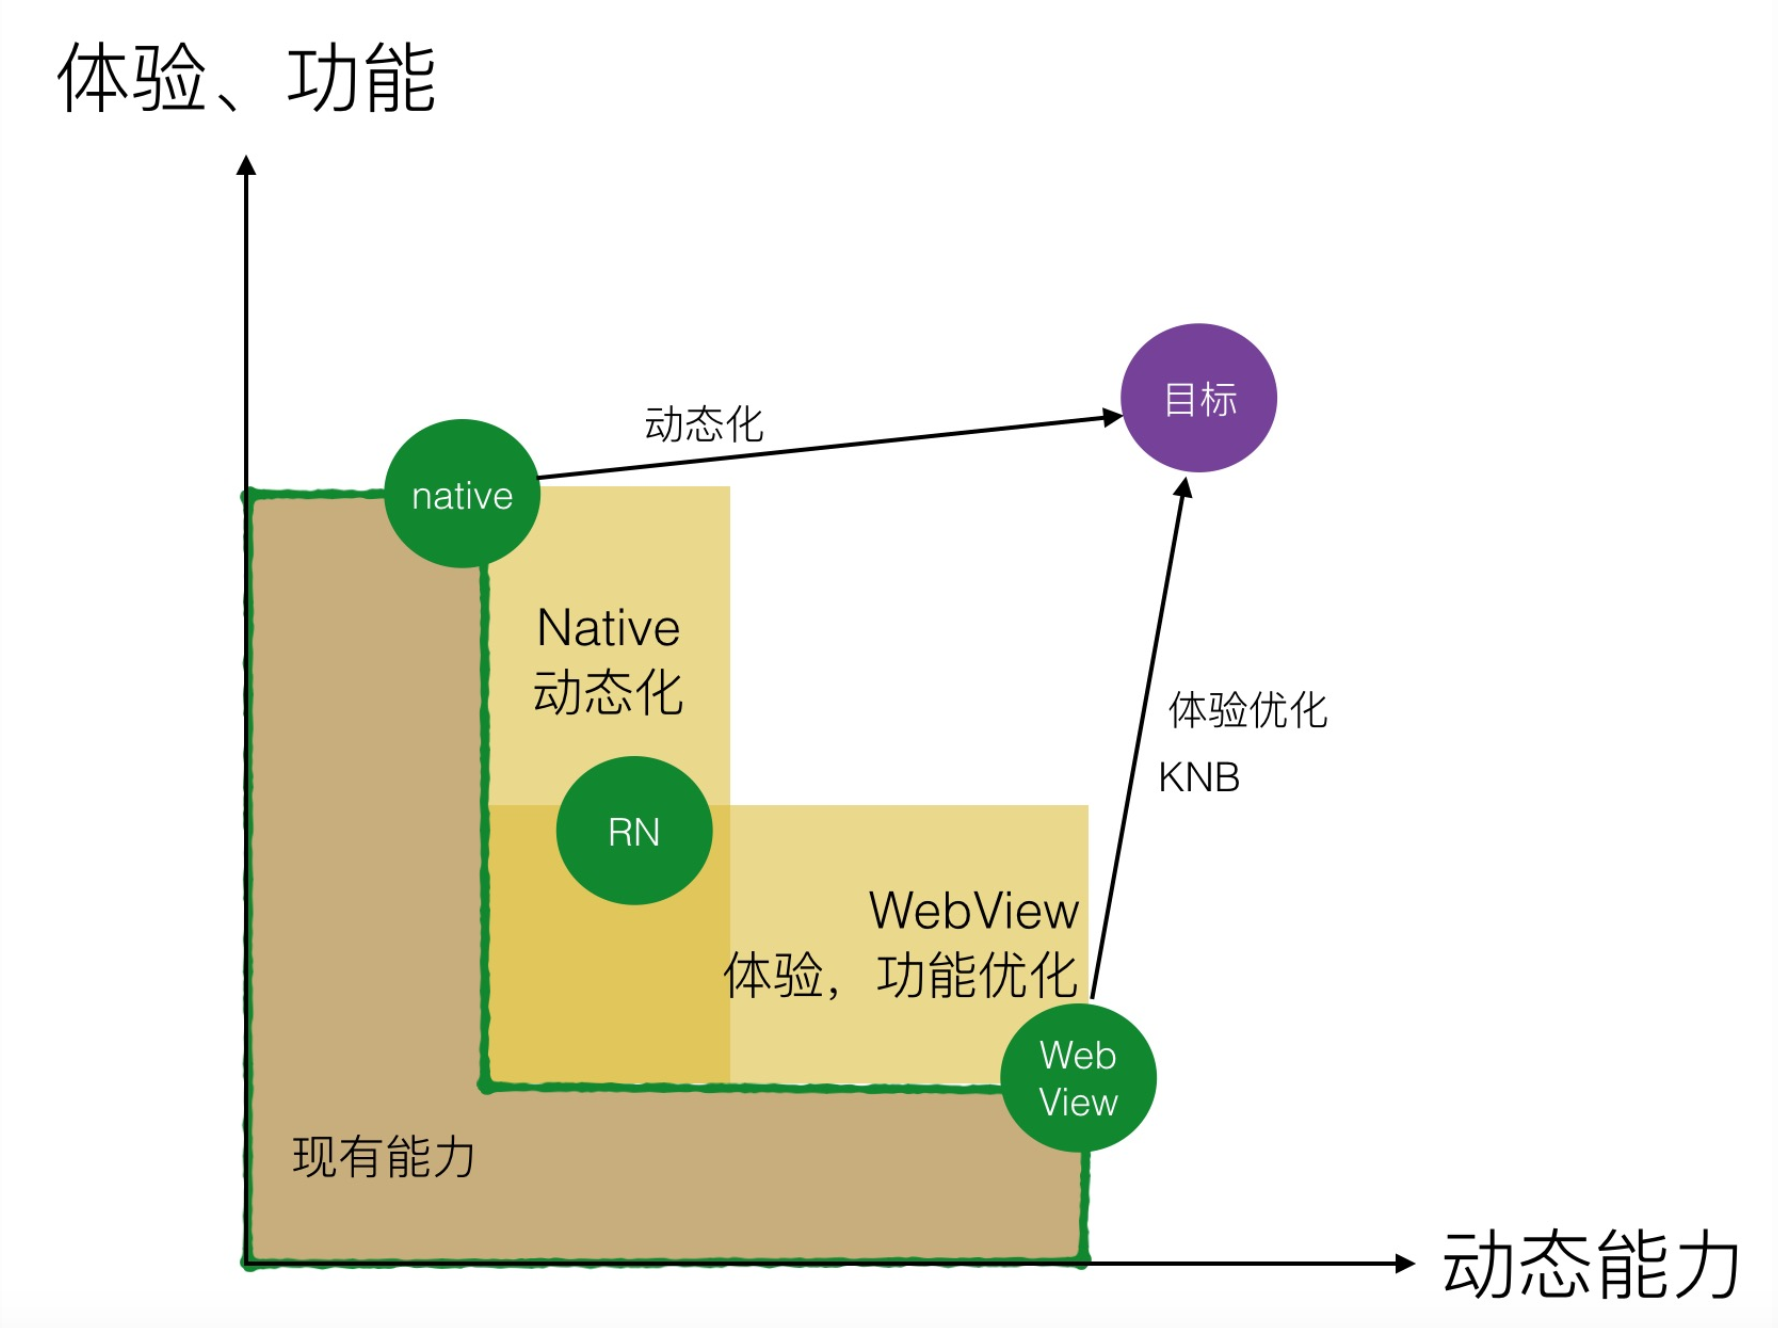 体验、功能
目标
动态化
native
Native
动态化
体验优化
KNB
RN
WebView
体验，功能优化
Web
View
现有能力
动态能力